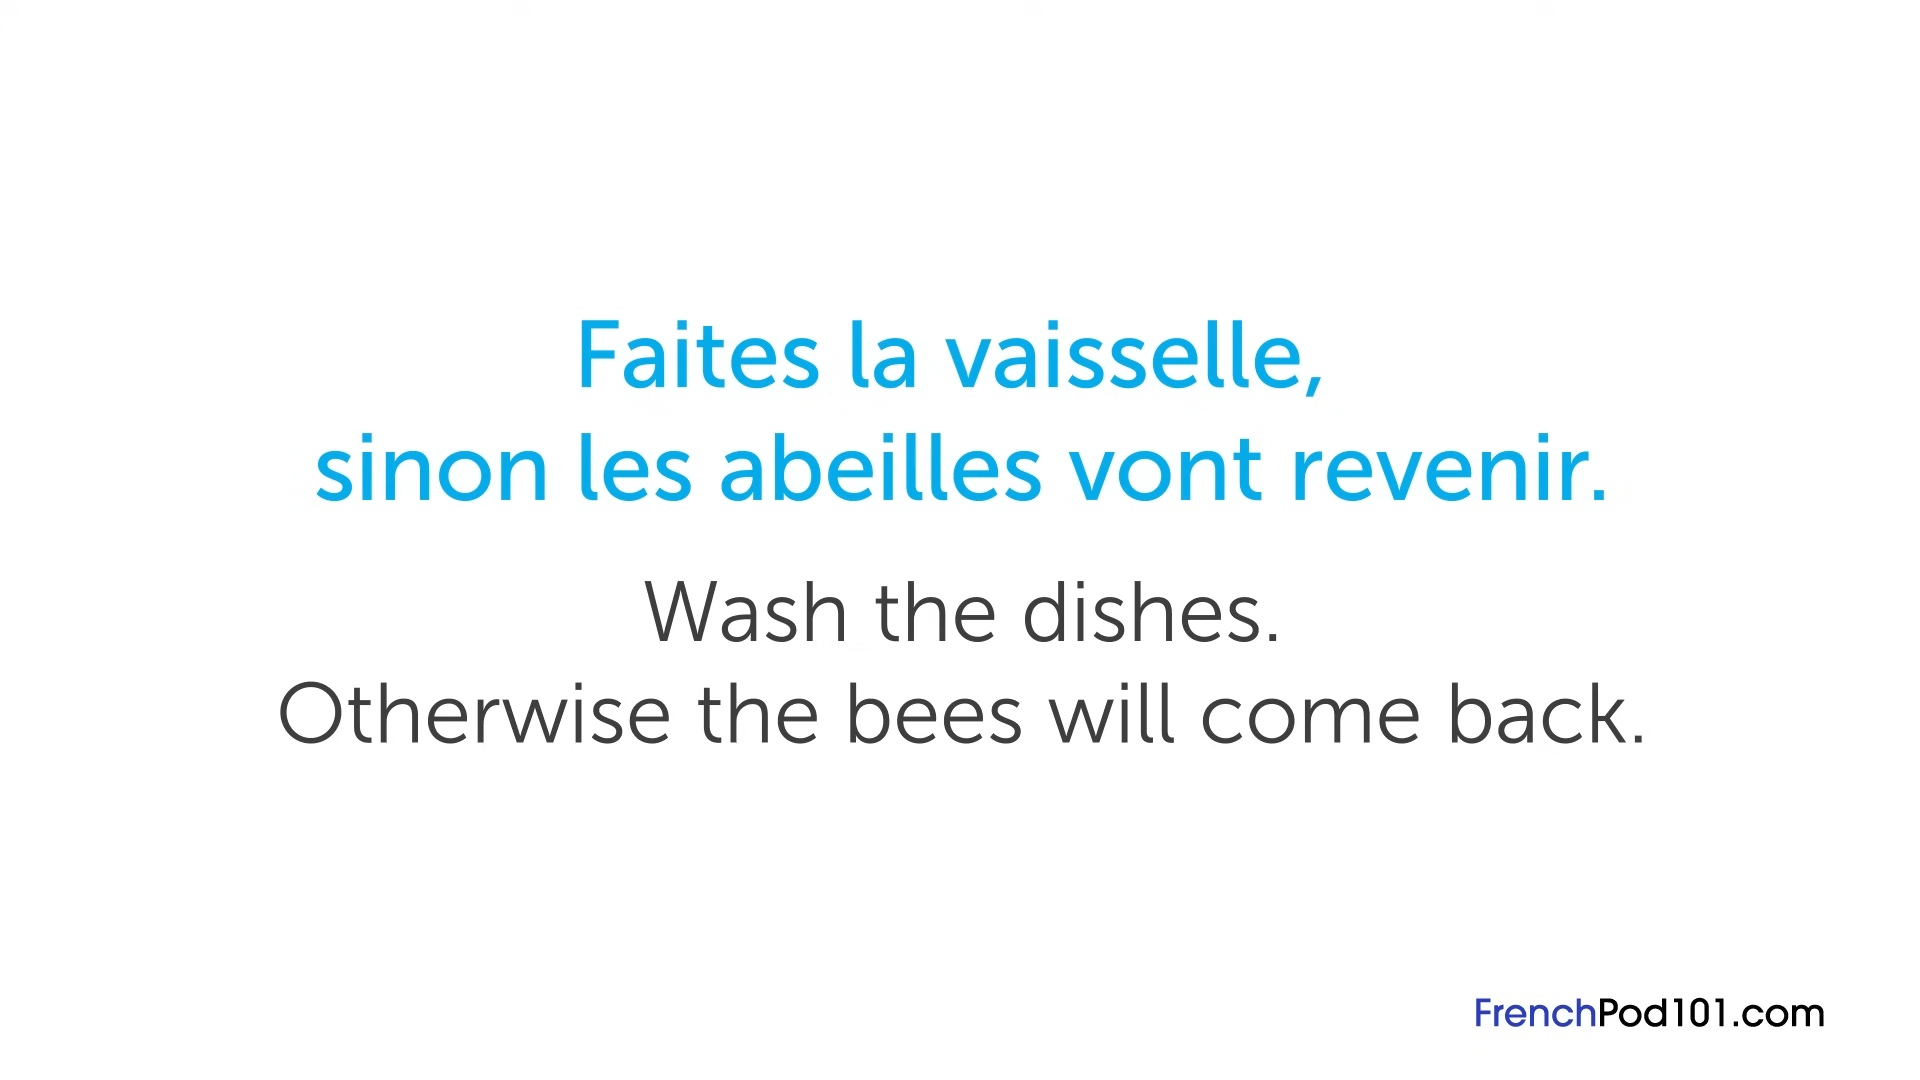 Faites la vaisselle,
sinon les abeilles vont revenir.
Wash the dishes.
Otherwise the bees will come back.
FrenchPod101.com